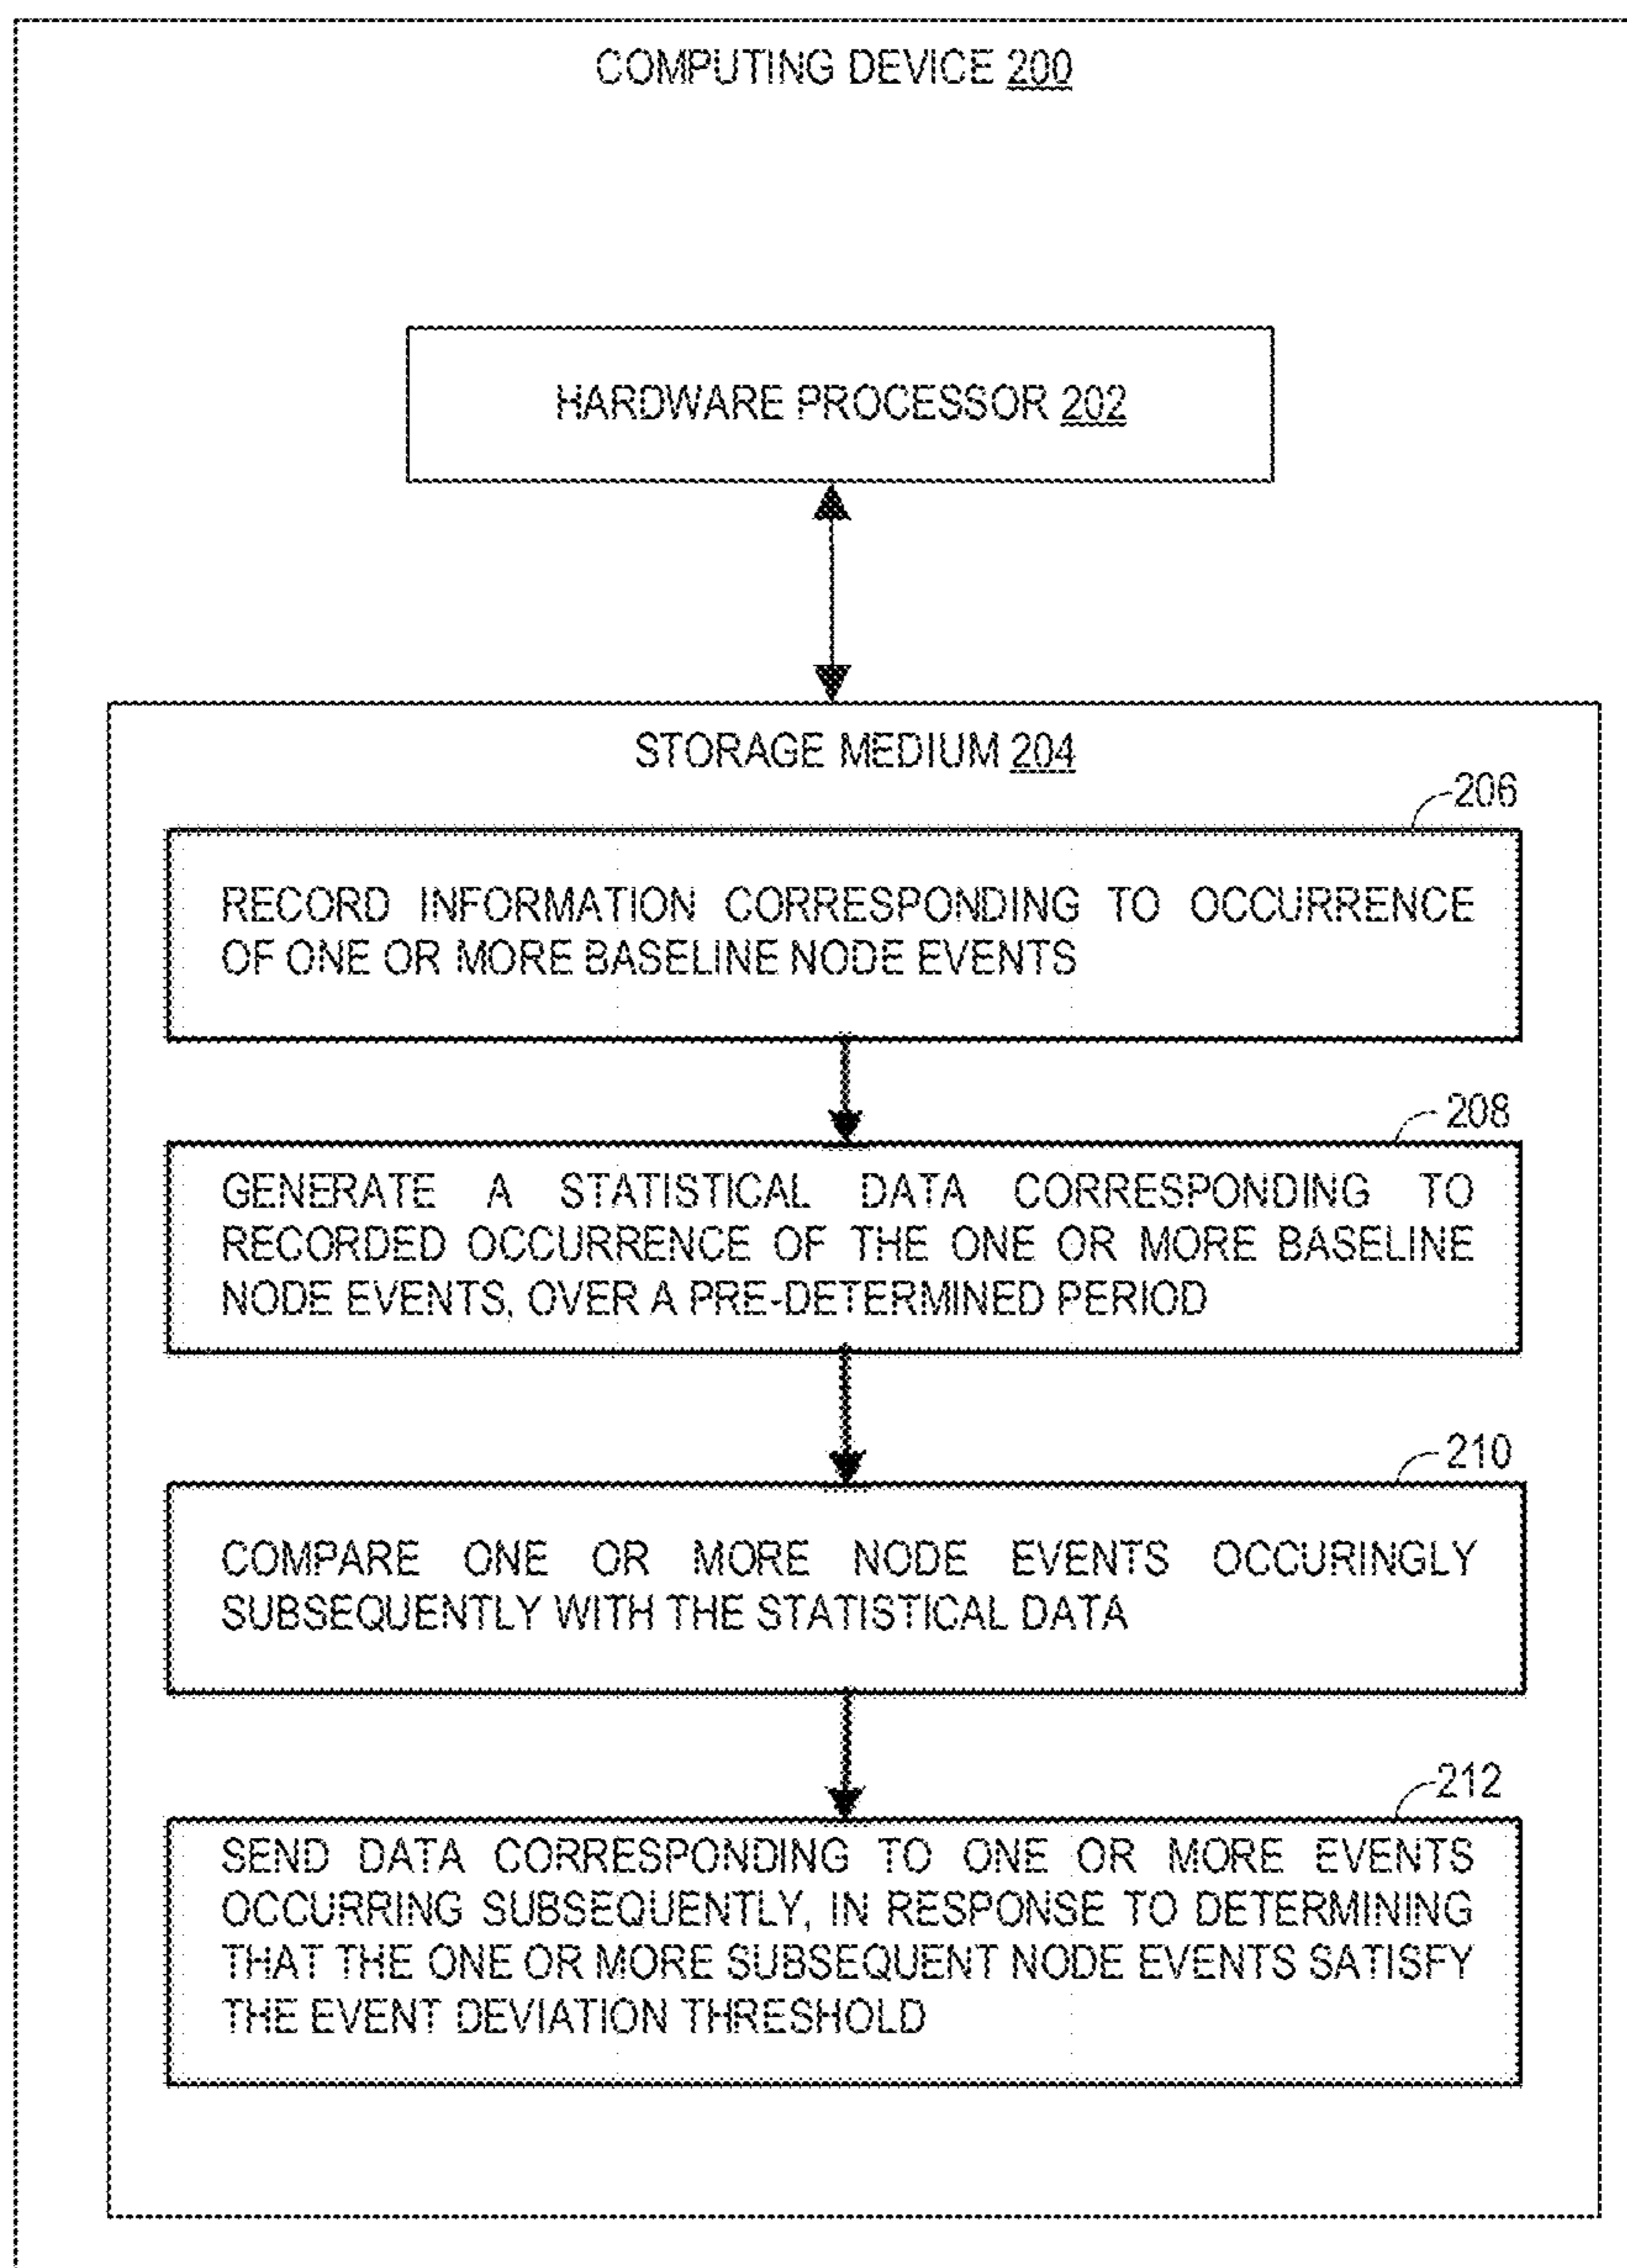 COMPUTING DEVICE 200
HARDWARE PROCESSOR 202
STORAGE MEDIUM 204
206
RECORD INFORMATION CORRESPONDING TO OCCURRENCE
OF ONE OR MORE BASELINE NODE EVENTS
208
GENERATE A STATISTICAL DATA CORRESPONDING TO
RECORDED OCCURRENCE OF THE ONE OR MORE BASELINE
NODE EVENTS, OVER A PRE-DETERMINED PERIOD
210
COMPARE ONE OR MORE NODE EVENTS OCCURINGLY
SUBSEQUENTLY WITH THE STATISTICAL DATA
212
SEND DATA CORRESPONDING TO ONE OR MORE EVENTS
OCCURRING SUBSEQUENTLY, IN RESPONSE TO DETERMINING
THAT THE ONE OR MORE SUBSEQUENT NODE EVENTS SATISFY
THE EVENT DEVIATION THRESHOLD